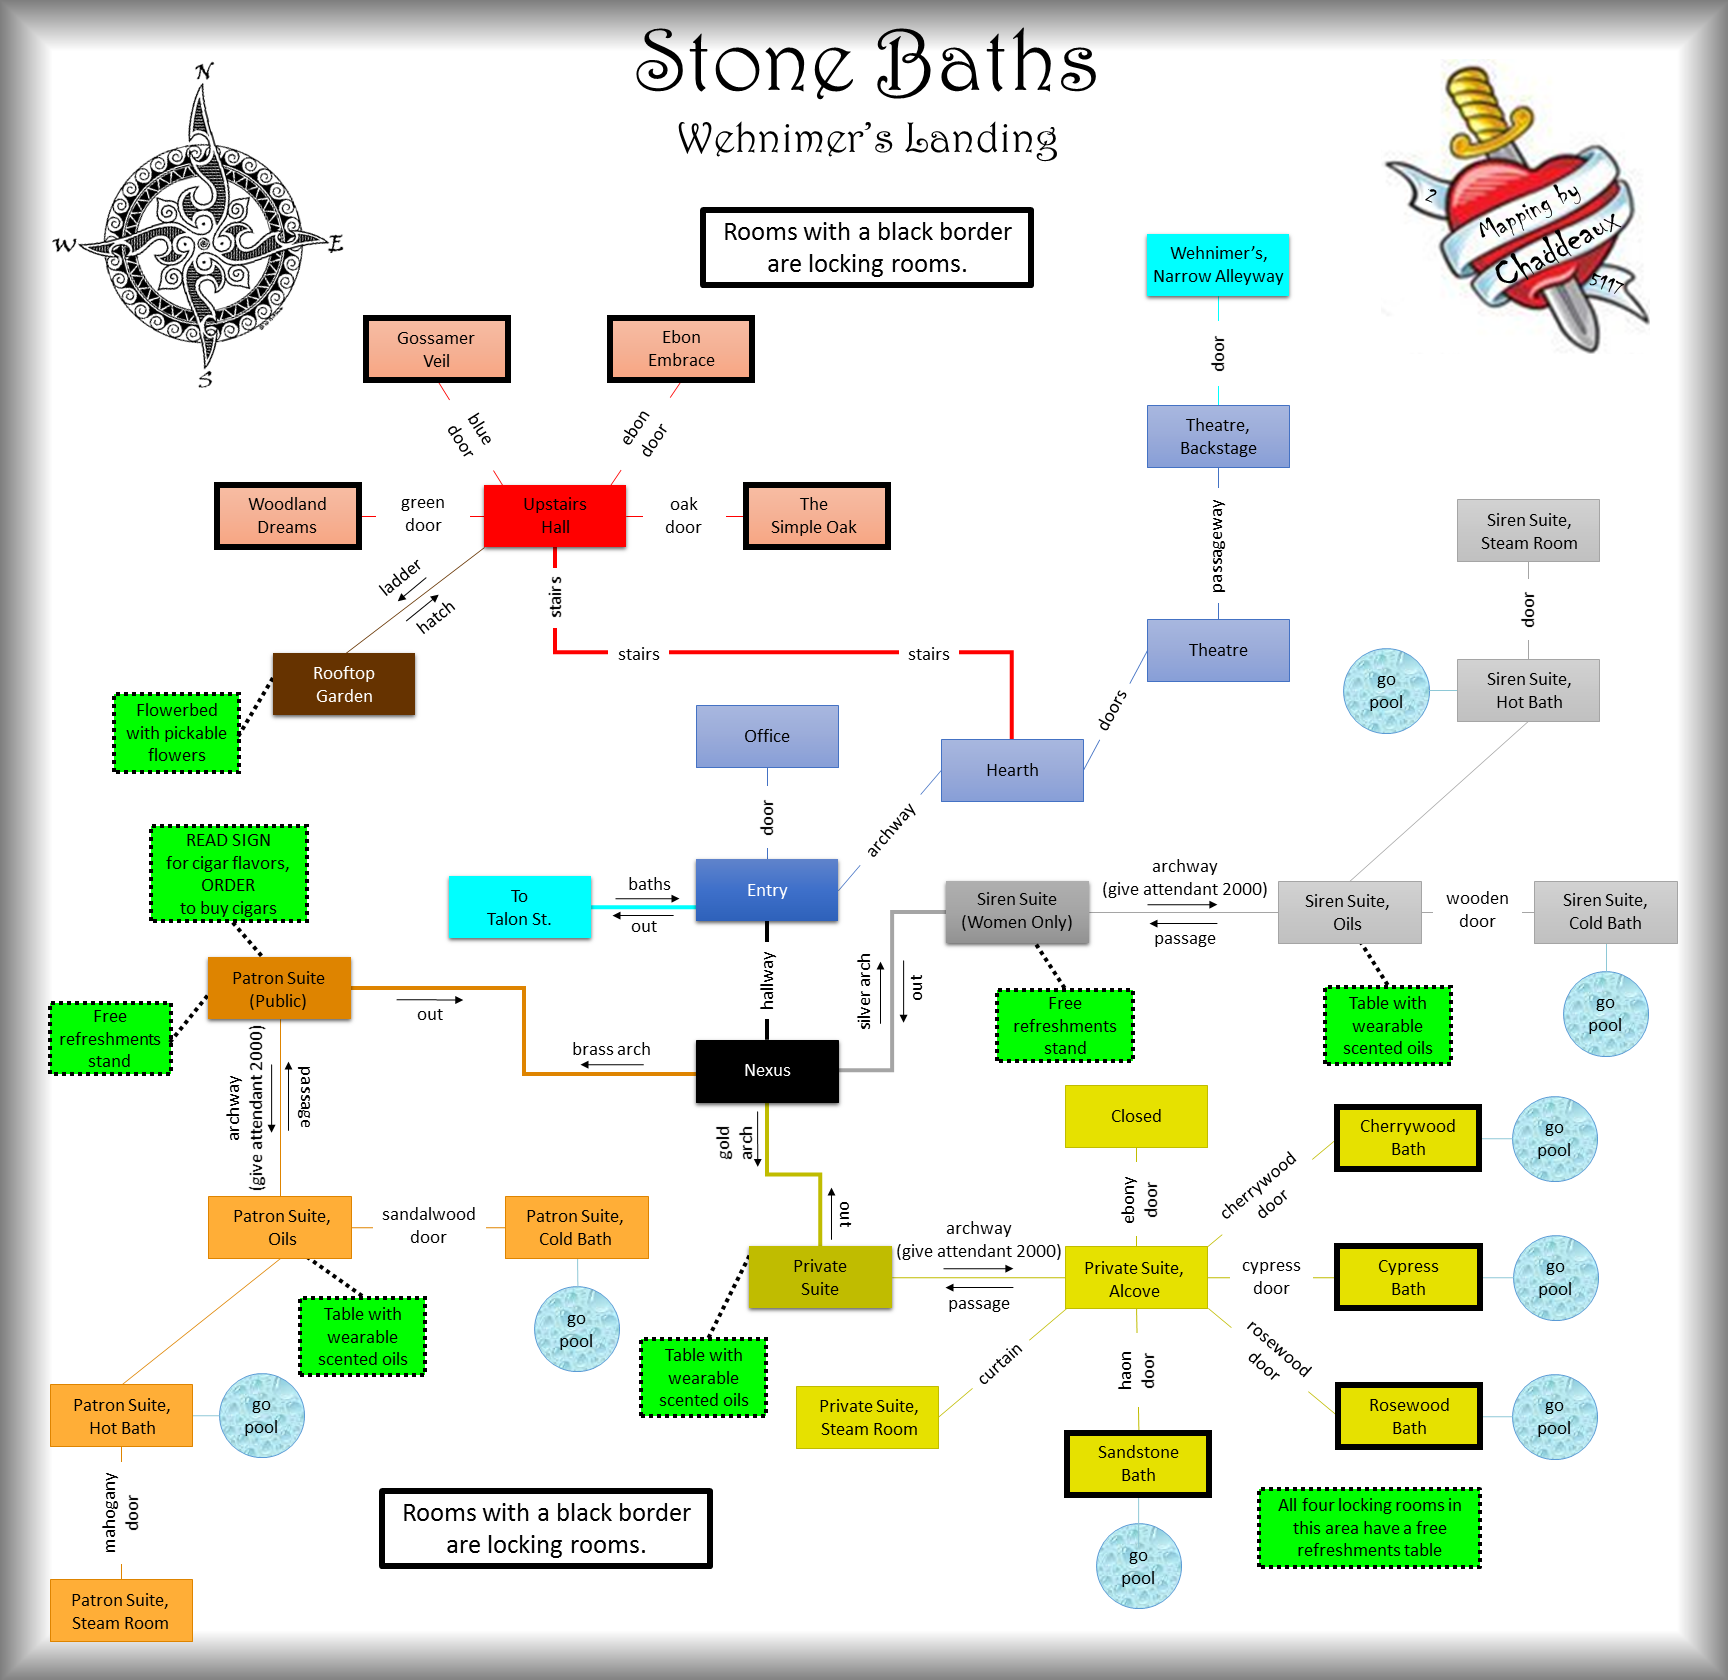 Stone Baths
Wehnimer's Landing
N
W
E
S
2
Mapping by
Chaddeaux
5117
Rooms with a black border
are locking rooms.
Wehnimer's,
Narrow Alleyway
door
Theatre,
Backstage
passageway
Theatre
doors
Gossamer
Veil
Ebon
Embrace
blue
door
ebon
door
Woodland
Dreams
green
door
Upstairs
Hall
oak
door
The
Simple Oak
ladder
hatch
stairs
stairs
stairs
Rooftop
Garden
Flowerbed
with pickable
flowers
Siren Suite,
Steam Room
door
Siren Suite,
Hot Bath
go
pool
Office
door
Hearth
archway
READ SIGN
for cigar flavors,
ORDER
to buy cigars
To
Talon St.
baths
out
Entry
hallway
Siren Suite
(Women Only)
archway
(give attendant 2000)
passage
Siren Suite,
Oils
wooden
door
Siren Suite,
Cold Bath
go
pool
silver arch
out
Free
refreshments
stand
Table with
wearable
scented oils
Patron Suite
(Public)
out
Free
refreshments
stand
brass arch
Nexus
archway
(give attendant 2000)
passage
gold
arch
out
Closed
ebony
door
cherrywood
door
Cherrywood
Bath
go
pool
Patron Suite,
Oils
sandalwood
door
Patron Suite,
Cold Bath
go
pool
Table with
wearable
scented oils
Private
Suite
archway
(give attendant 2000)
passage
Private Suite,
Alcove
cypress
door
Cypress
Bath
go
pool
Table with
wearable
scented oils
curtain
haon
door
rosewood
door
Rosewood
Bath
go
pool
Private Suite,
Steam Room
Sandstone
Bath
go
pool
Patron Suite,
Hot Bath
go
pool
mahogany
door
Patron Suite,
Steam Room
Rooms with a black border
are locking rooms.
All four locking rooms in
this area have a free
refreshments table